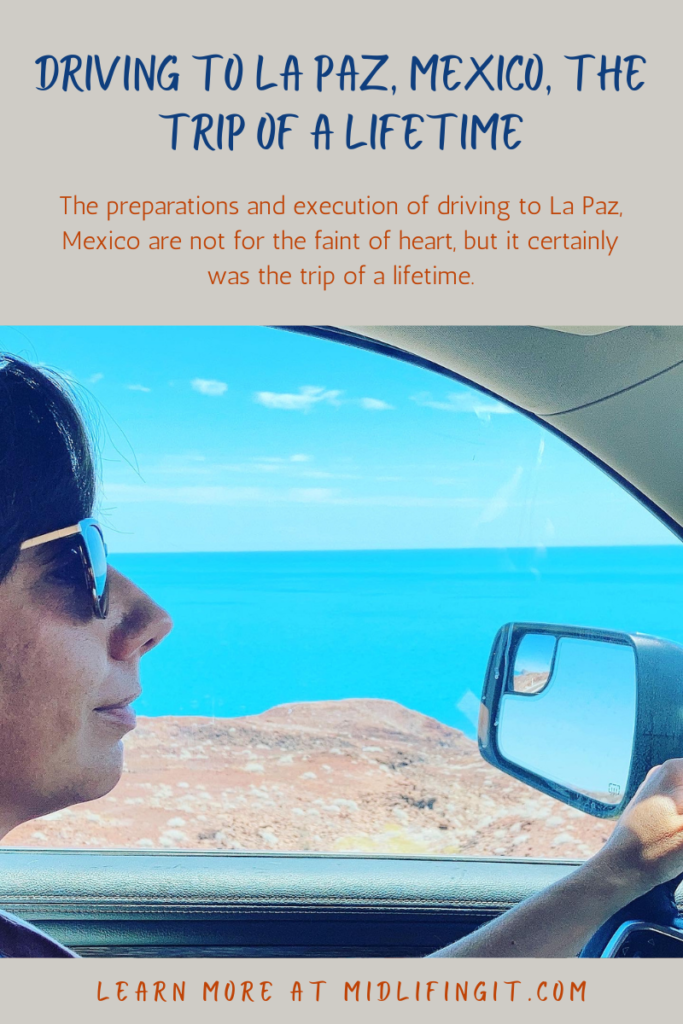 DRIVING TO LA PAZ, MEXICO, THE
TRIP OF A LIFETIME
The preparations and execution of driving to La Paz,
Mexico are not for the faint of heart, but it certainly
was the trip of a lifetime.
LEARN MORE AT MIDLIFINGIT.COM